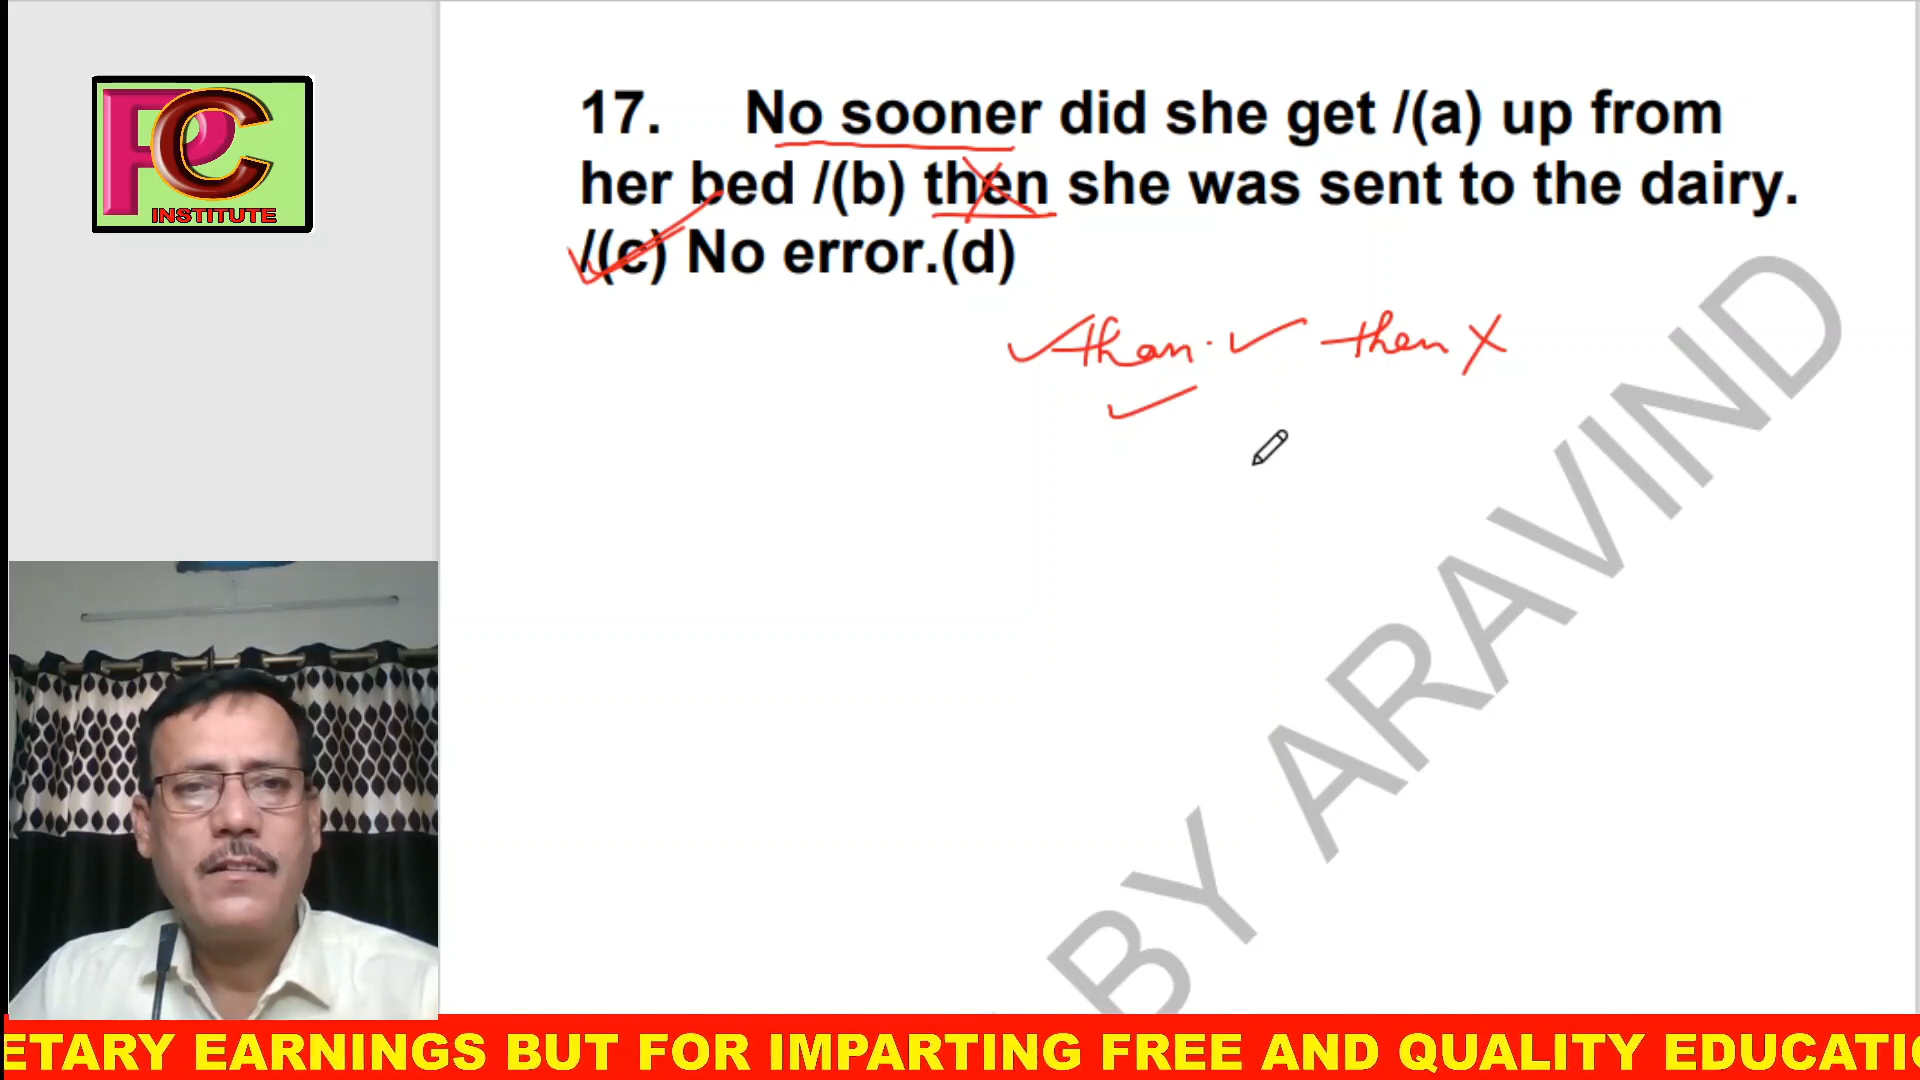 PC
INSTITUTE
17. No sooner did she get /(a) up from
her bed /(b) then she was sent to the dairy.
/(c) No error.(d)
than. then
BY ARAVIND
ETARY EARNINGS BUT FOR IMPARTING FREE AND QUALITY EDUCATIO